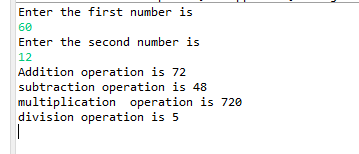 Enter the first number is
60
Enter the second number is
12
Addition operation is 72
subtraction operation is 48
multiplication  operation is 720
division operation is 5